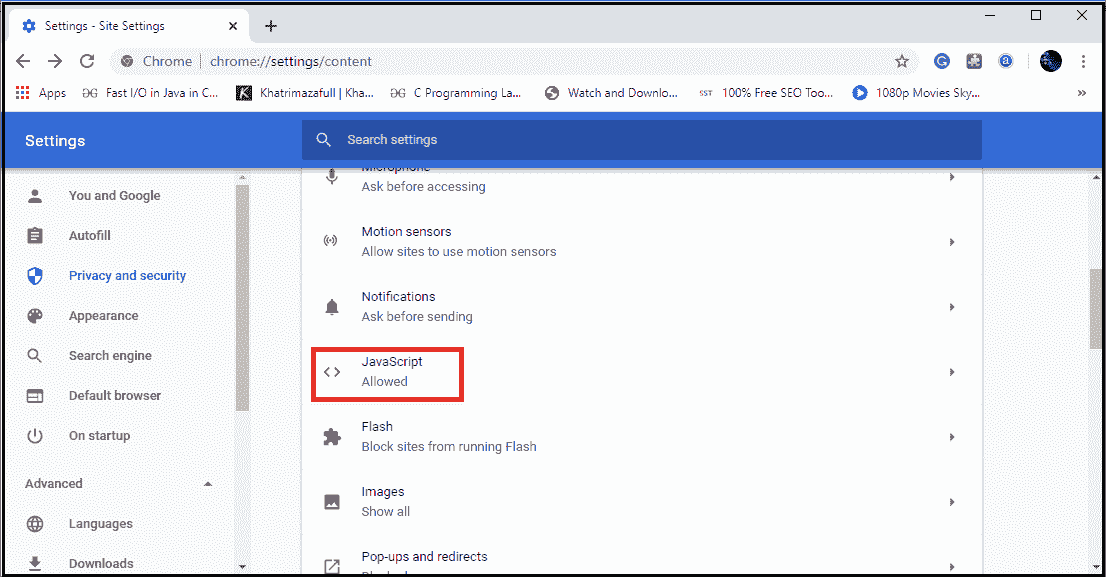 Settings - Site Settings
Chrome | chrome://settings/content
Apps Fast I/O in Java in C... Khatrimazafull | Kha... C Programming La... Watch and Downlo... SST 100% Free SEO Too... 1080p Movies Sky... »
Settings
Search settings
You and Google
Autofill
Privacy and security
Appearance
Search engine
Default browser
On startup
Advanced
Languages
Downloads
Microphone
Ask before accessing
Motion sensors
Allow sites to use motion sensors
Notifications
Ask before sending
JavaScript
Allowed
Flash
Block sites from running Flash
Images
Show all
Pop-ups and redirects